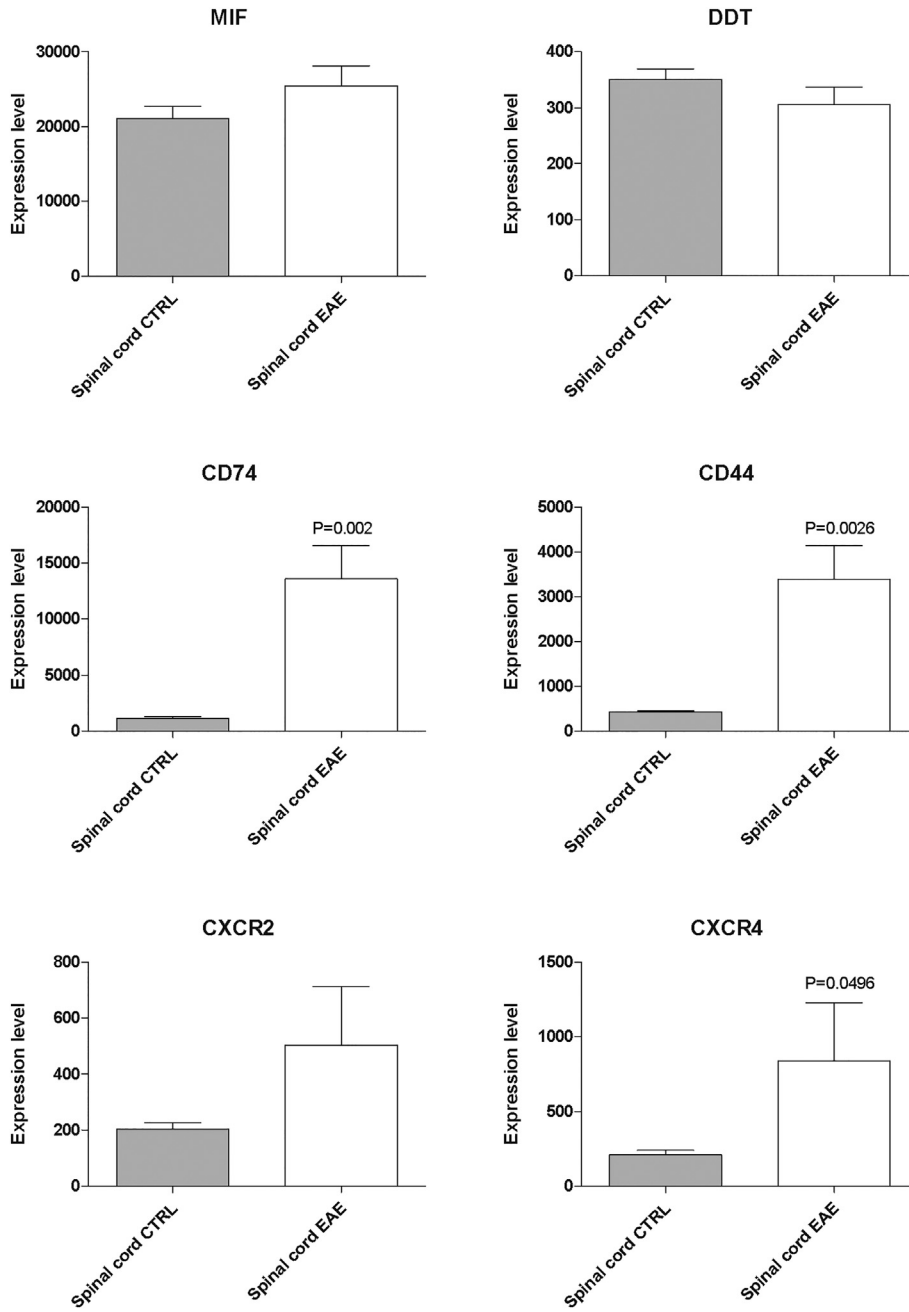 MIF
Expression level
30000
20000
10000
0
Spinal cord CTRL
Spinal cord EAE
DDT
Expression level
400
300
200
100
0
Spinal cord CTRL
Spinal cord EAE
CD74
Expression level
20000
15000
10000
5000
0
P=0.002
Spinal cord CTRL
Spinal cord EAE
CD44
Expression level
5000
4000
3000
2000
1000
0
P=0.0026
Spinal cord CTRL
Spinal cord EAE
CXCR2
Expression level
800
600
400
200
0
Spinal cord CTRL
Spinal cord EAE
CXCR4
Expression level
1500
1000
500
0
P=0.0496
Spinal cord CTRL
Spinal cord EAE